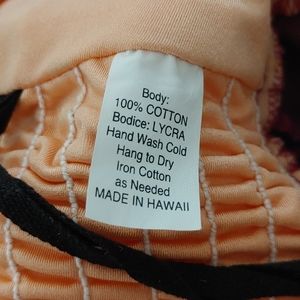 Body:
100% COTTON
Bodice: LYCRA
Hand Wash Cold
Hang to Dry
Iron Cotton
as Needed
MADE IN HAWAII